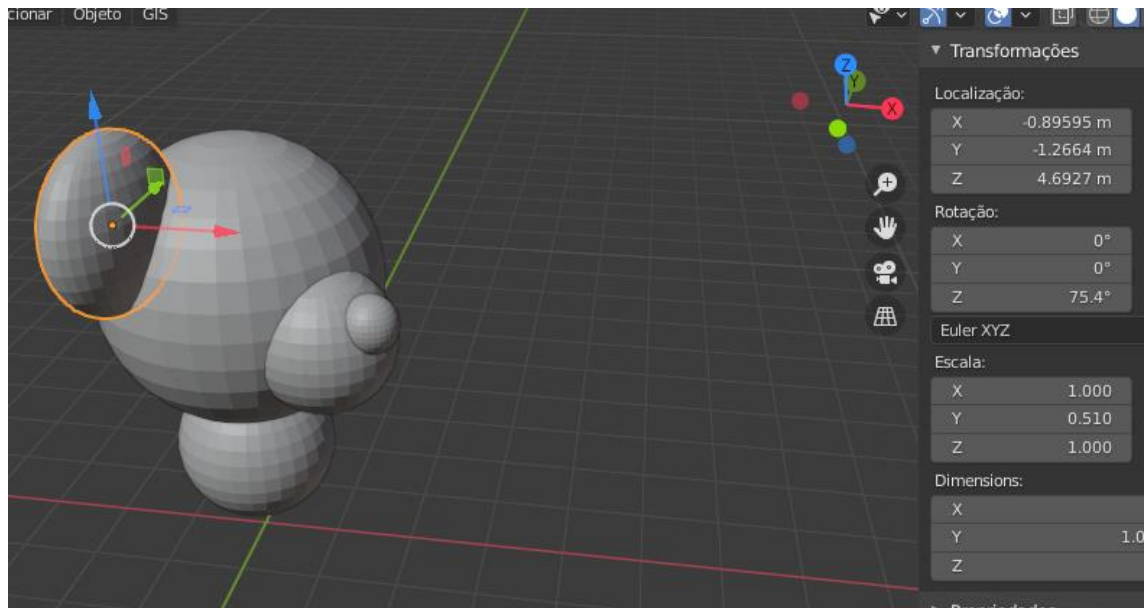 cionar Objeto GIS
Transformações
Localização:
X -0.89595 m
Y -1.2664 m
Z 4.6927 m
Rotação:
X 0°
Y 0°
Z 75.4°
Euler XYZ
Escala:
X 1.000
Y 0.510
Z 1.000
Dimensions:
X
Y 1.0
Z
Z
Y
X